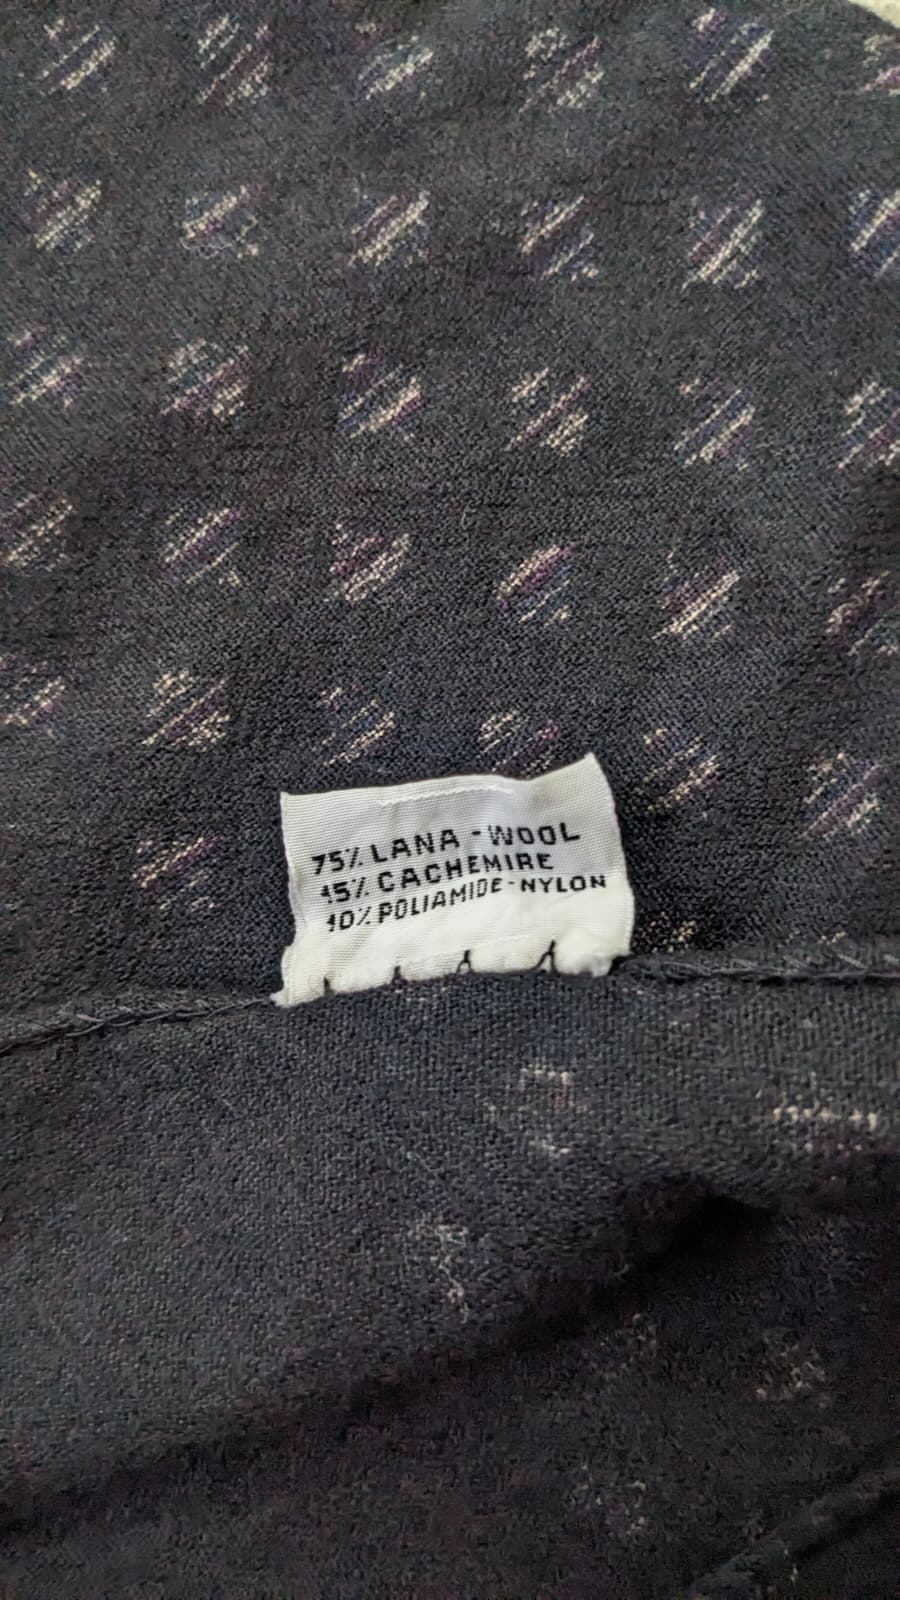 75% LANA - WOOL
15% CACHEMIRE
10% POLIAMIDE - NYLON